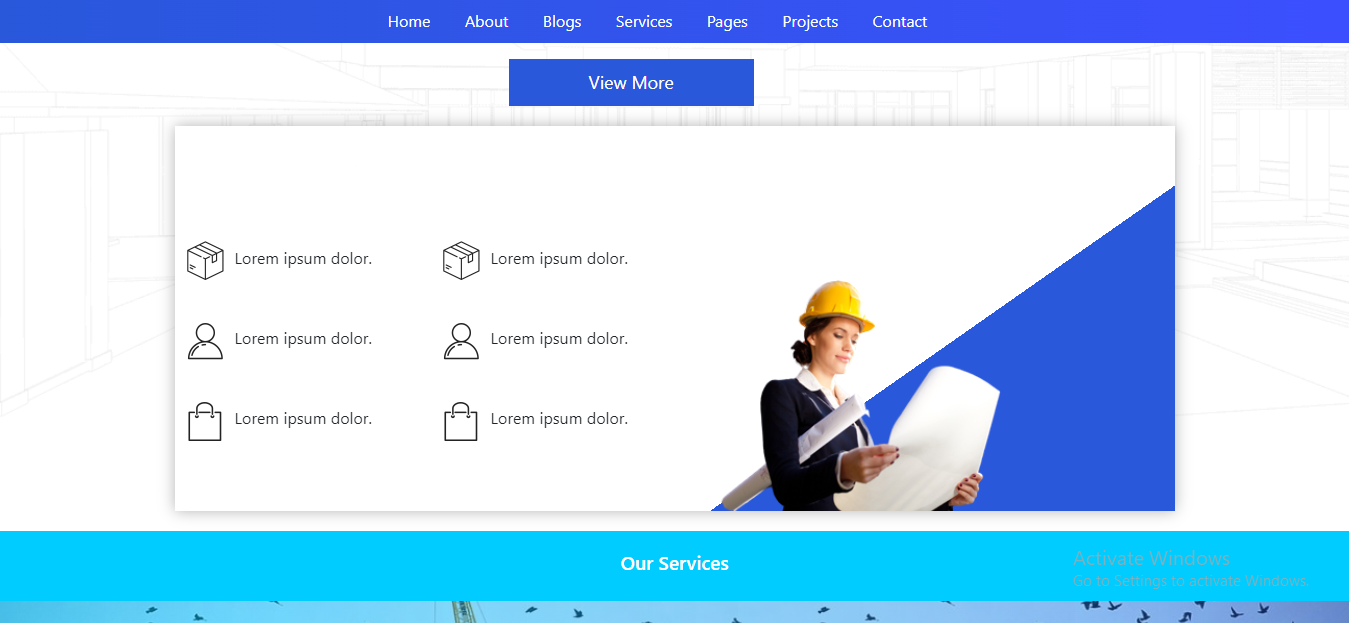 Home About Blogs Services Pages Projects Contact
View More
Lorem ipsum dolor. Lorem ipsum dolor.
Lorem ipsum dolor. Lorem ipsum dolor.
Lorem ipsum dolor. Lorem ipsum dolor.
Our Services
Activate Windows
Go to Settings to activate Windows.